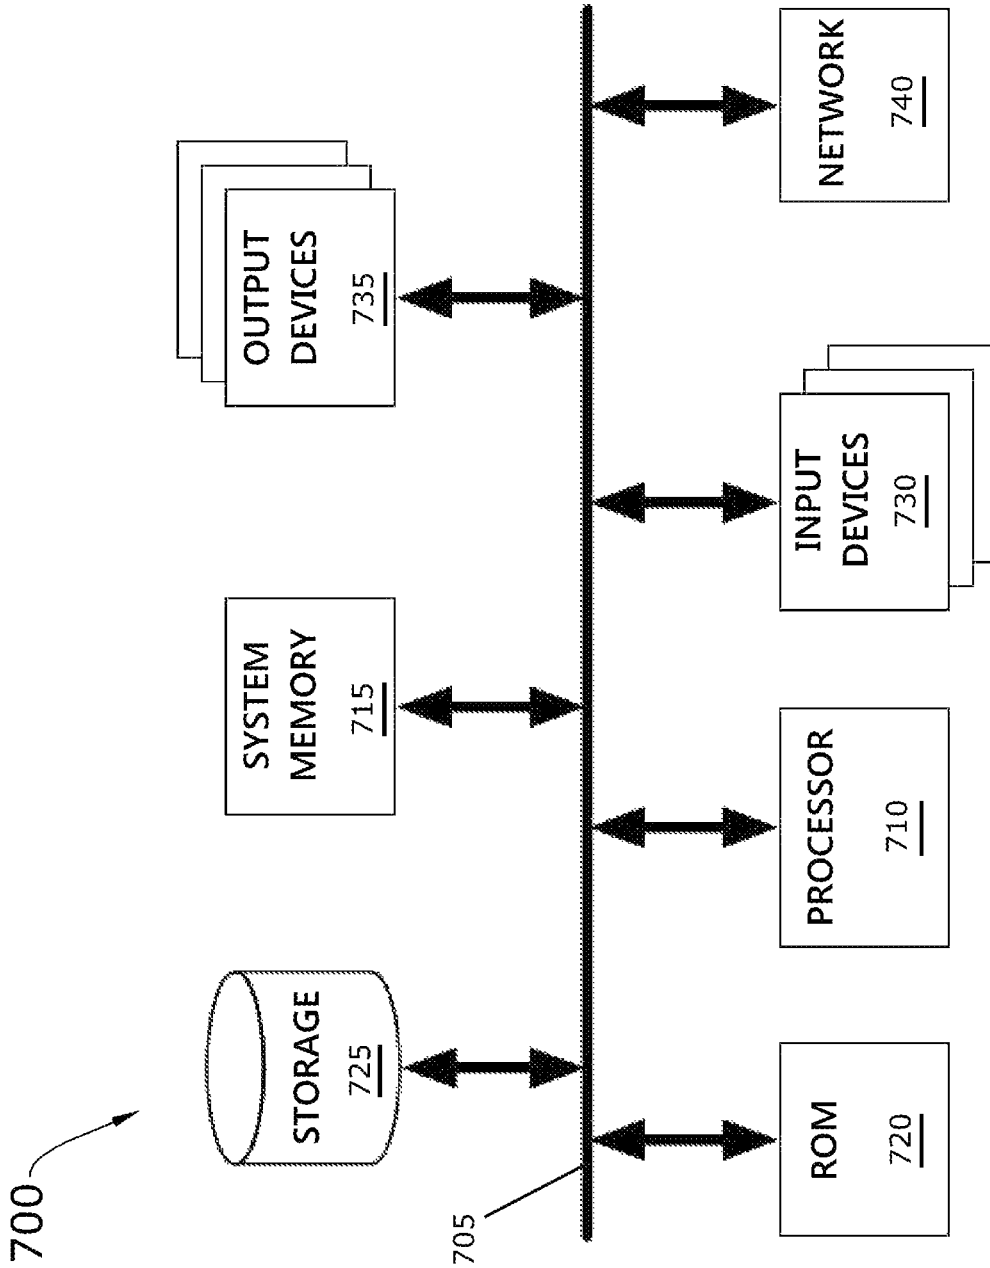 700
STORAGE
725
SYSTEM
MEMORY
715
OUTPUT
DEVICES
735
705
ROM
720
PROCESSOR
710
INPUT
DEVICES
730
NETWORK
740